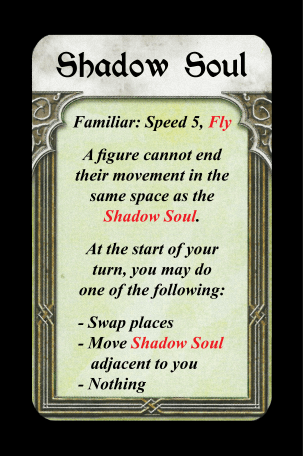 Shadow Soul
Familiar: Speed 5, Fly
A figure cannot end
their movement in the
same space as the
Shadow Soul.
At the start of your
turn, you may do
one of the following:
- Swap places
- Move Shadow Soul
adjacent to you
- Nothing